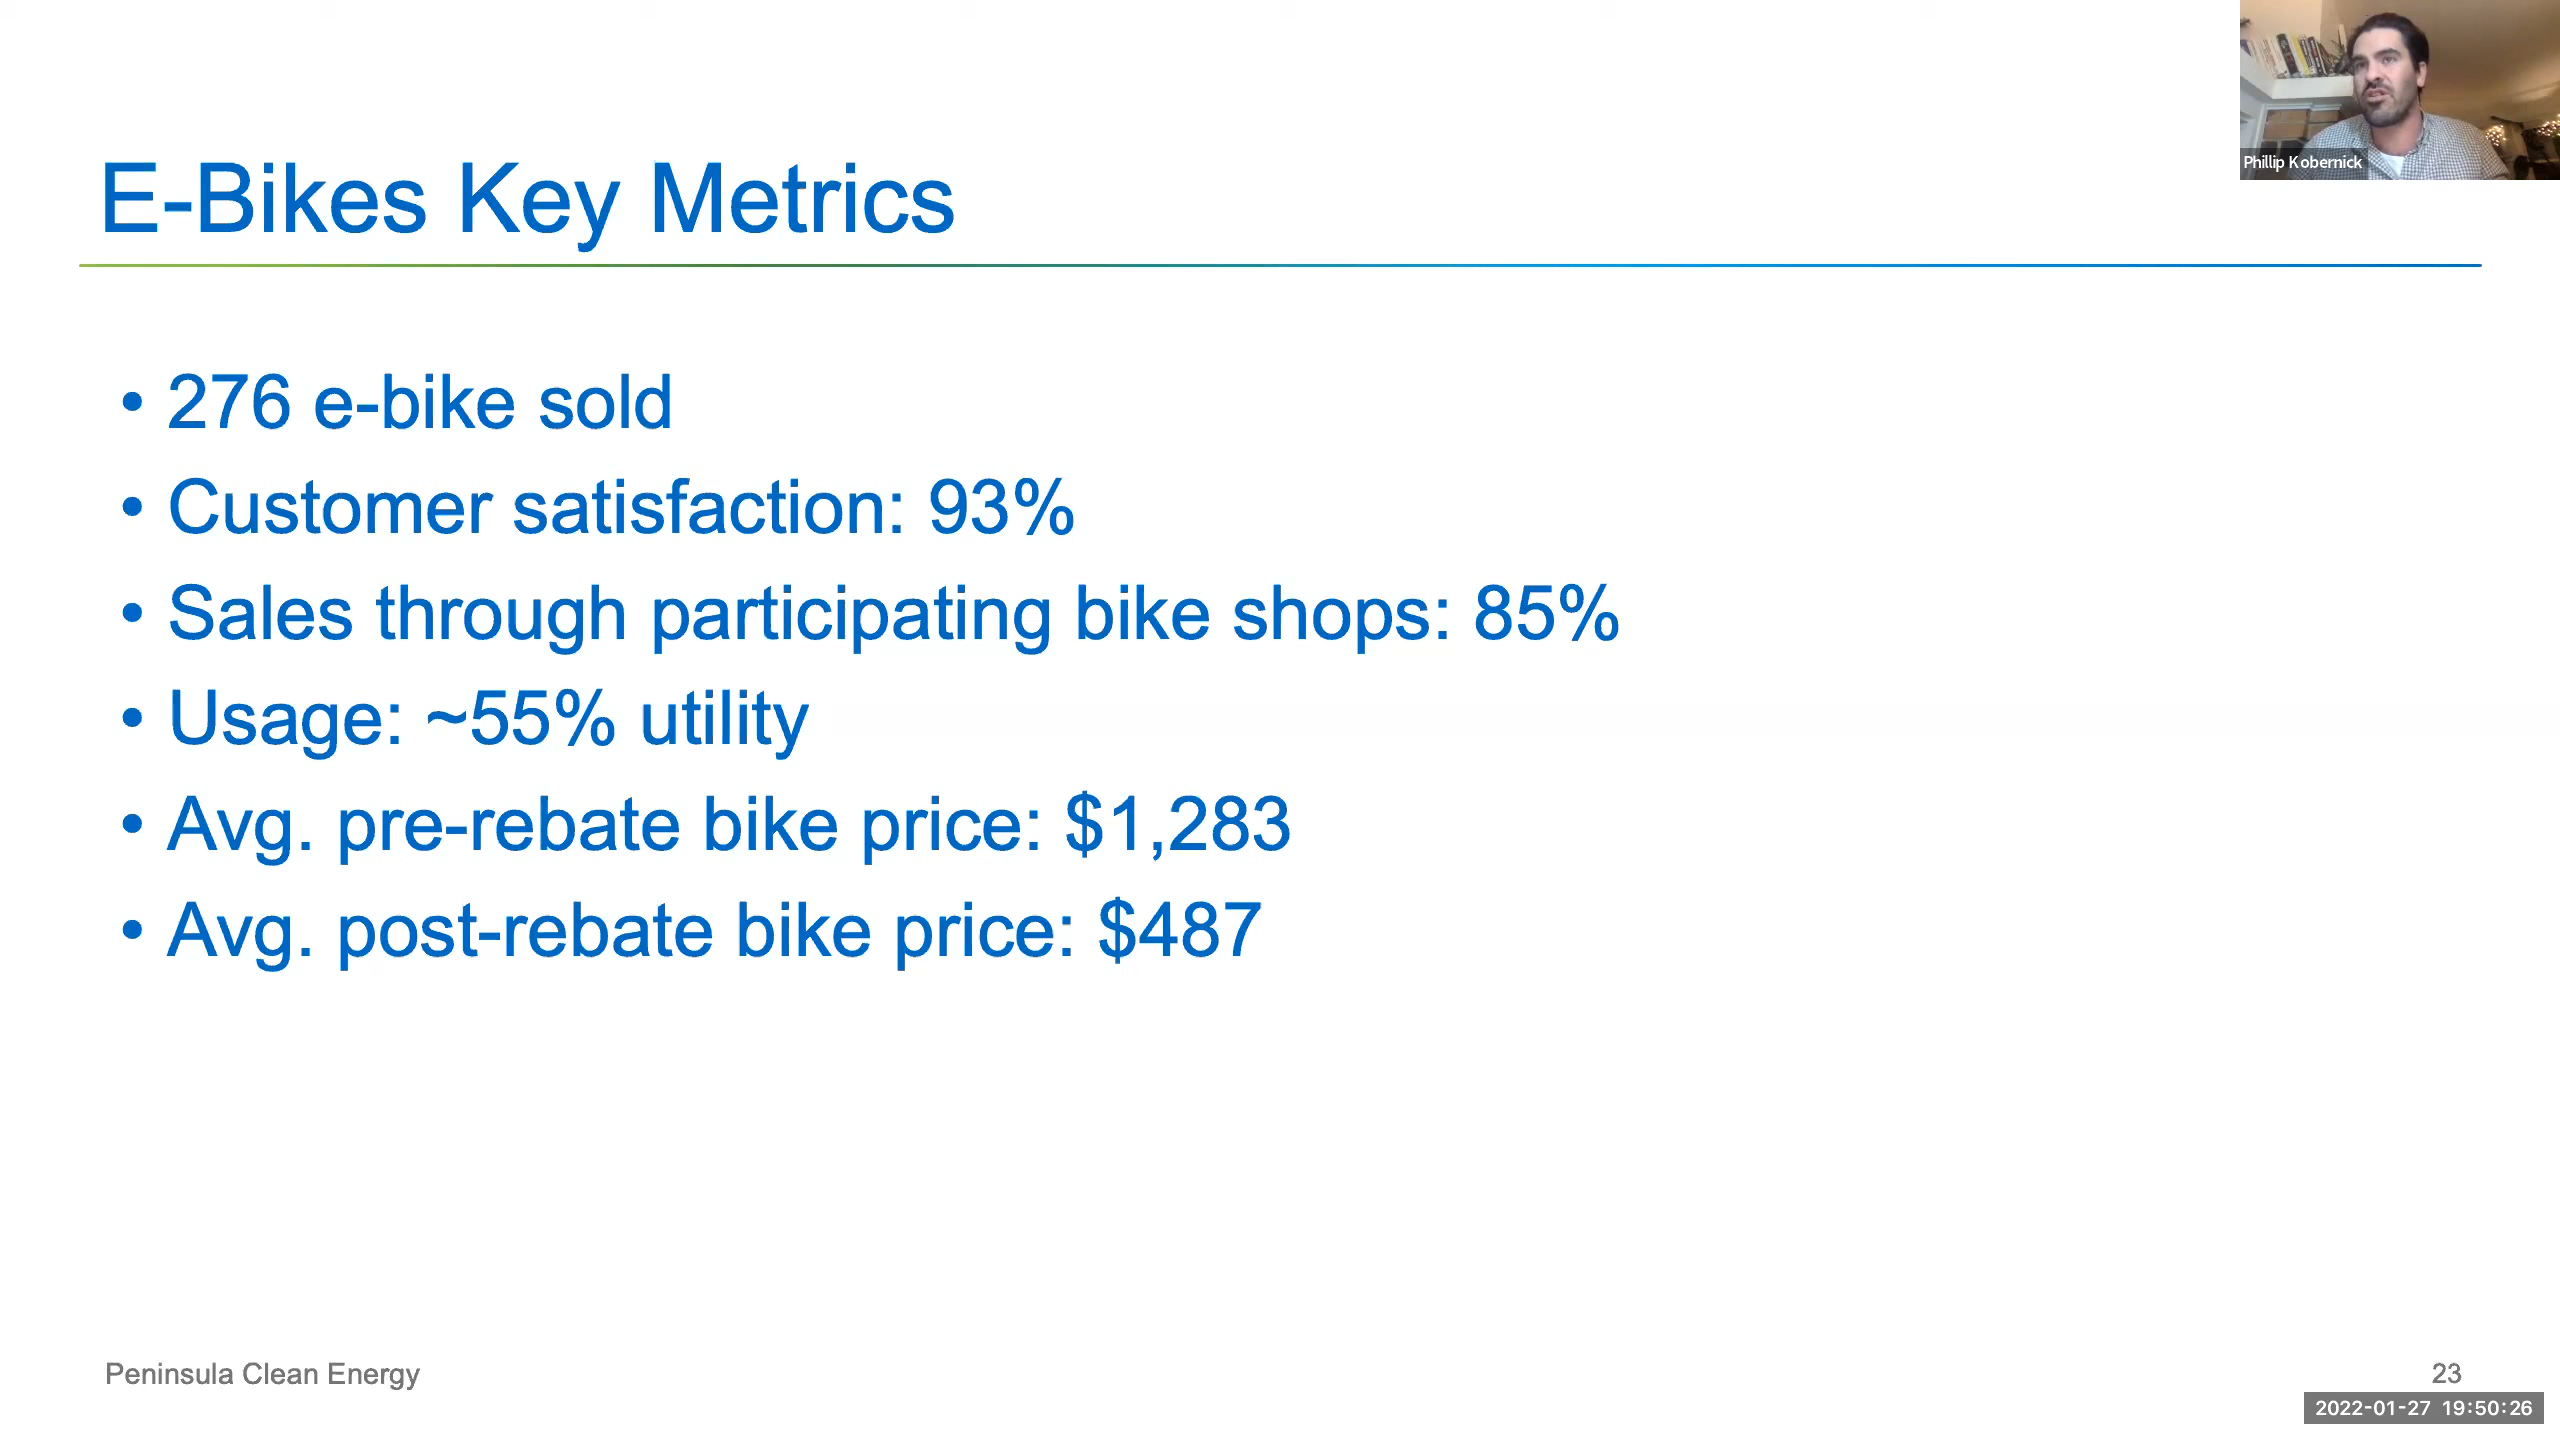 Phillip Kobernick
E-Bikes Key Metrics
• 276 e-bike sold
• Customer satisfaction: 93%
• Sales through participating bike shops: 85%
• Usage: ~55% utility
• Avg. pre-rebate bike price: $1,283
• Avg. post-rebate bike price: $487
Peninsula Clean Energy
23
2022-01-27 19:50:26